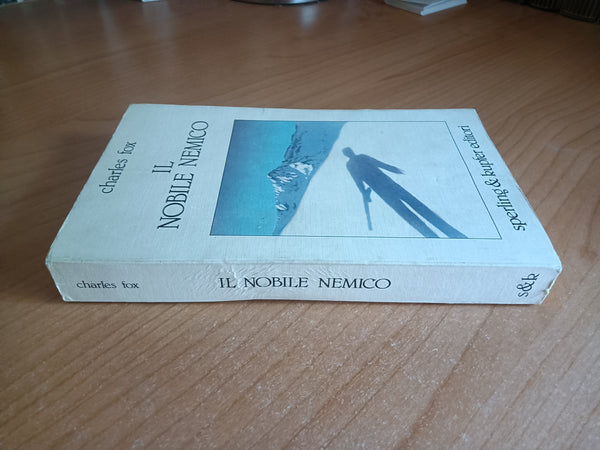 charles fox
IL
NOBILE NEMICO
sperling & kupfer editori
charles fox
IL NOBILE NEMICO
s&k